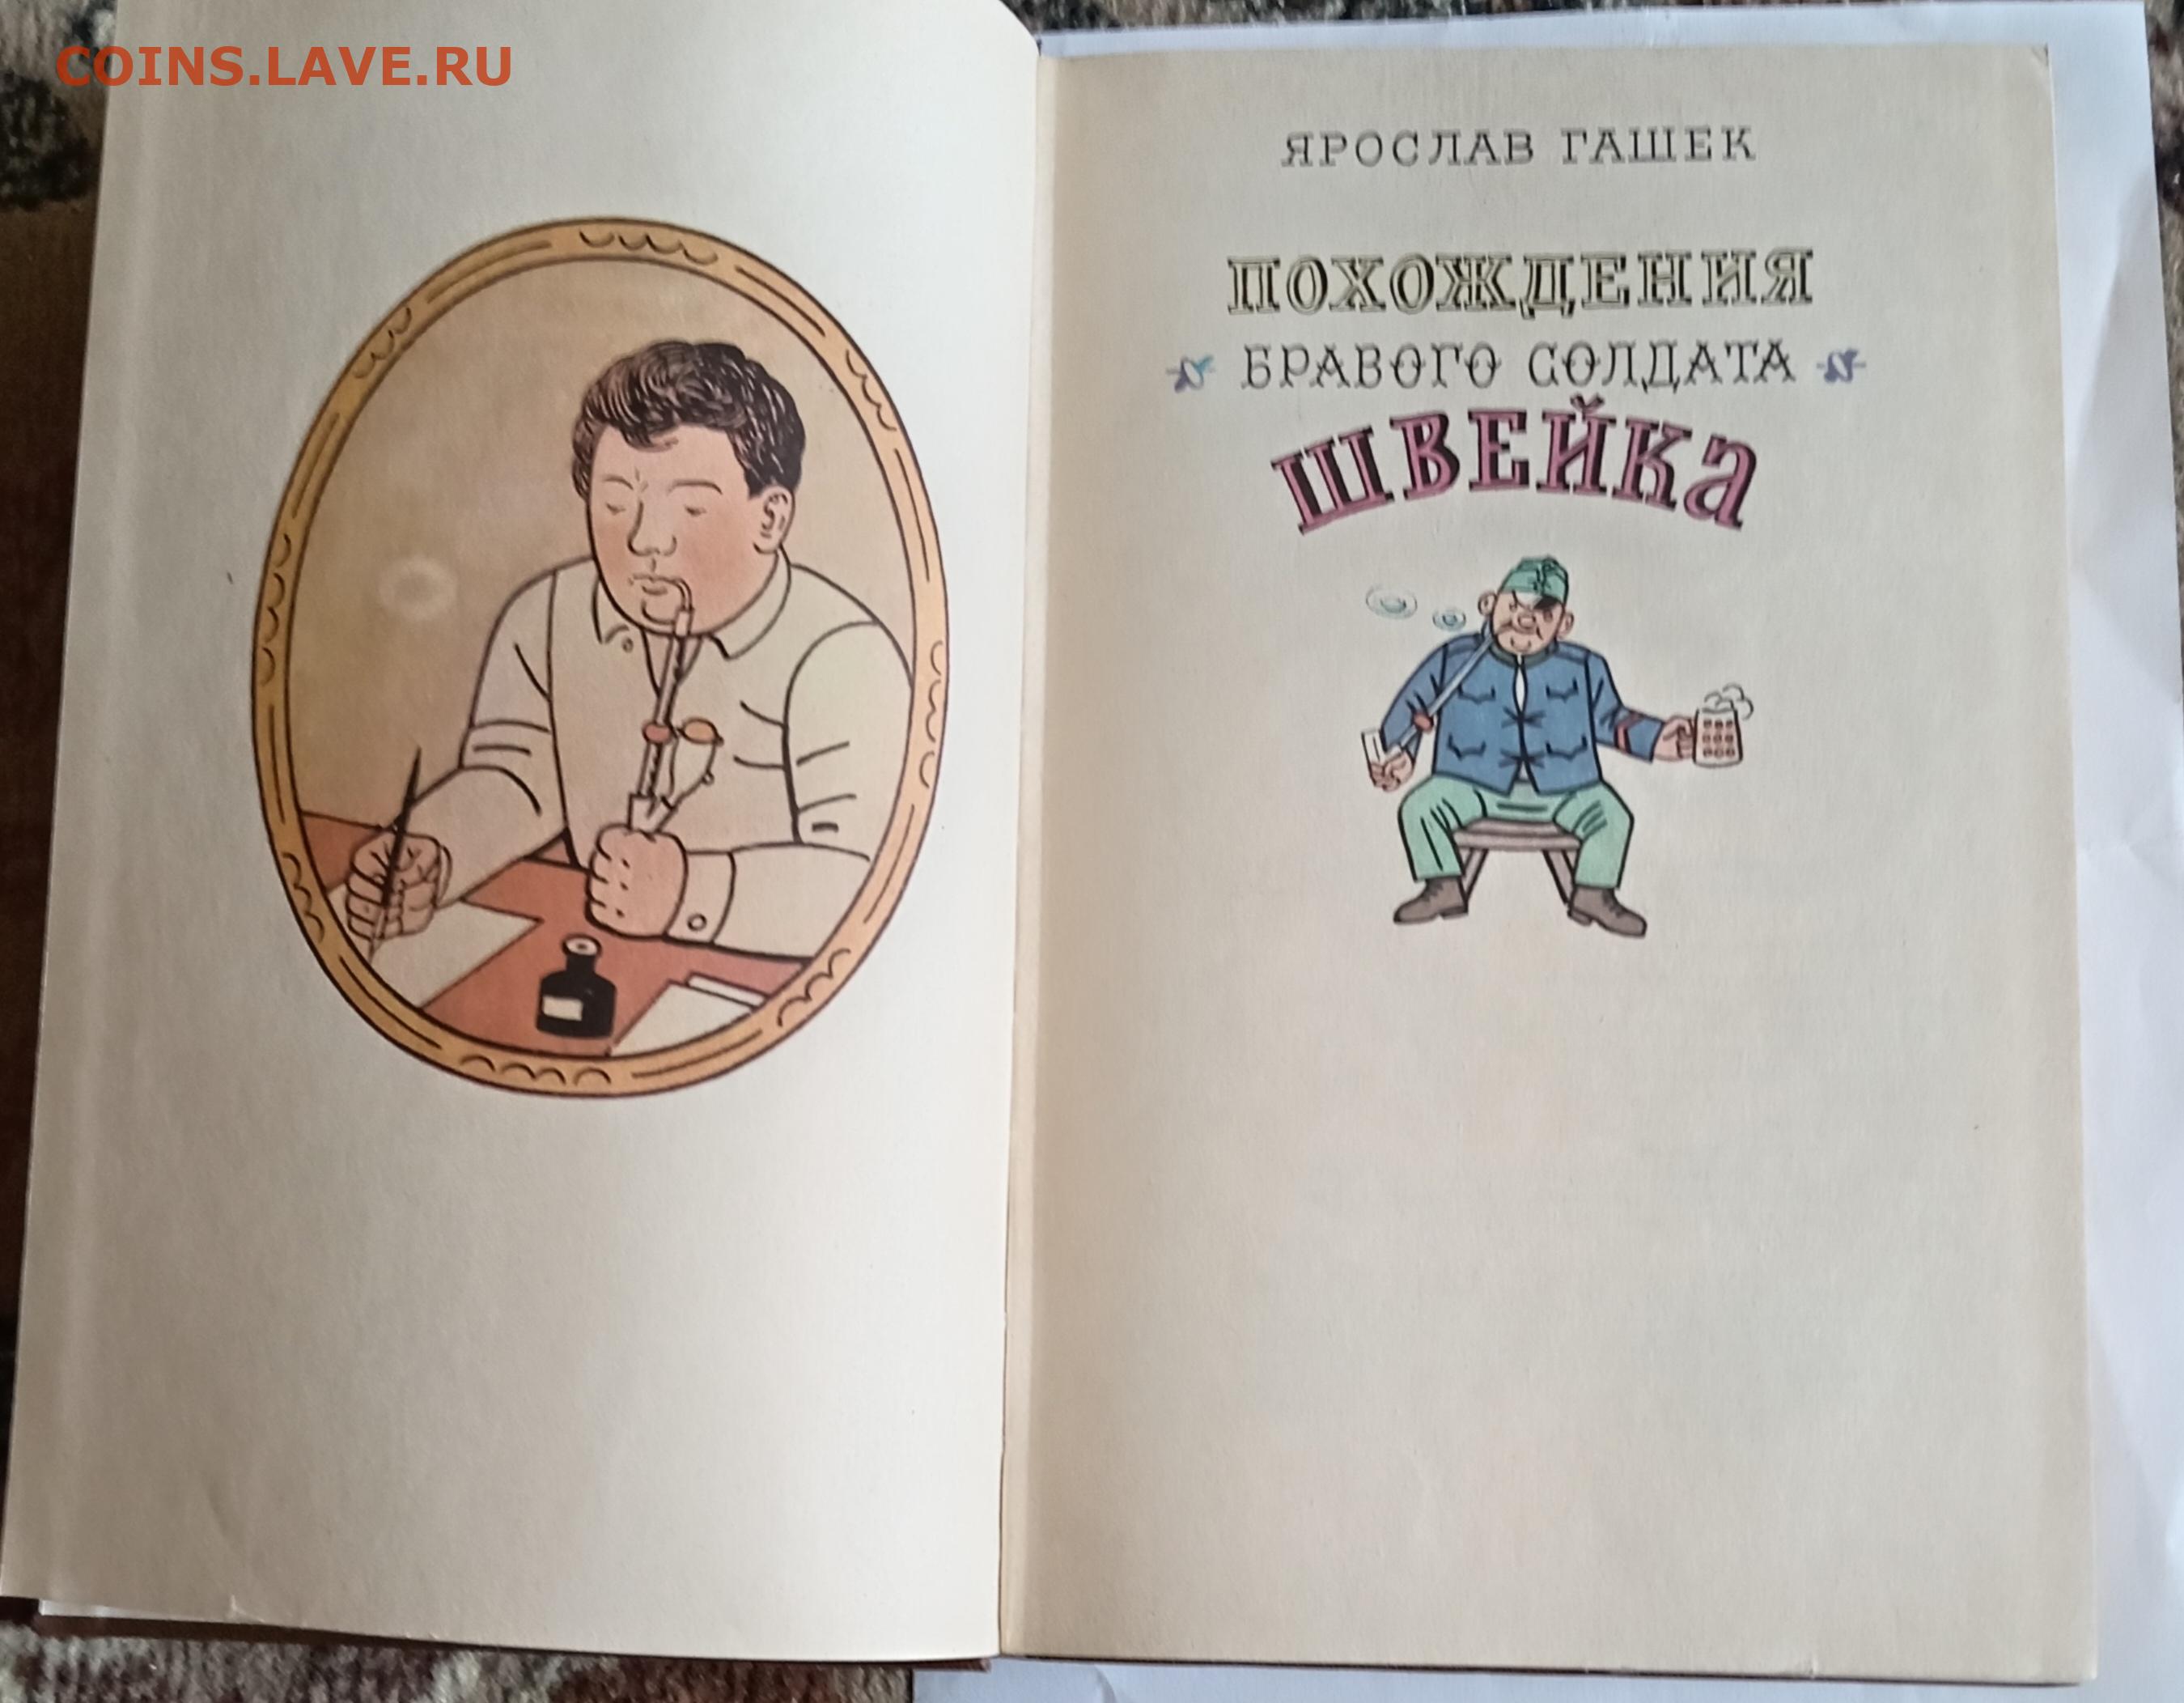 COINS.LAVE.RU
ЯРОСЛАВ ГАШЕК
ПОХОЖДЕНИЯ
БРАВОГО СОЛДАТА
ШВЕЙКА